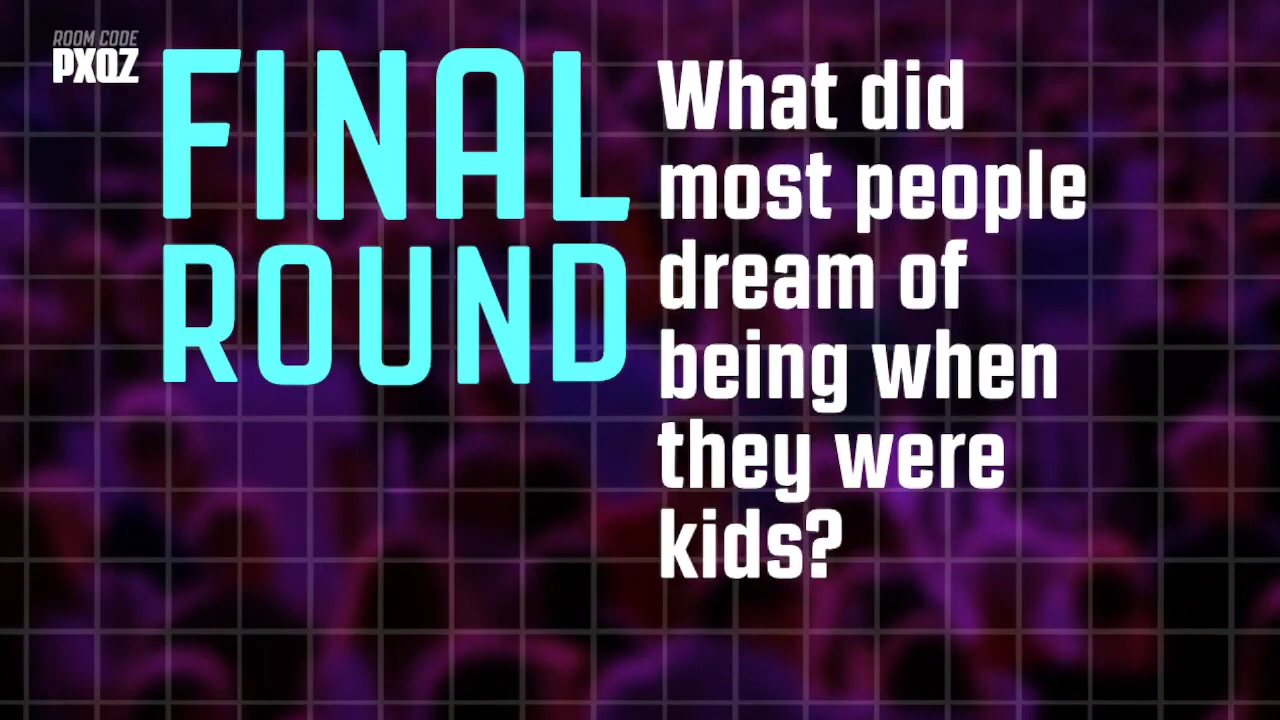 ROOM CODE
PXQZ
FINAL
ROUND
What did
most people
dream of
being when
they were
kids?